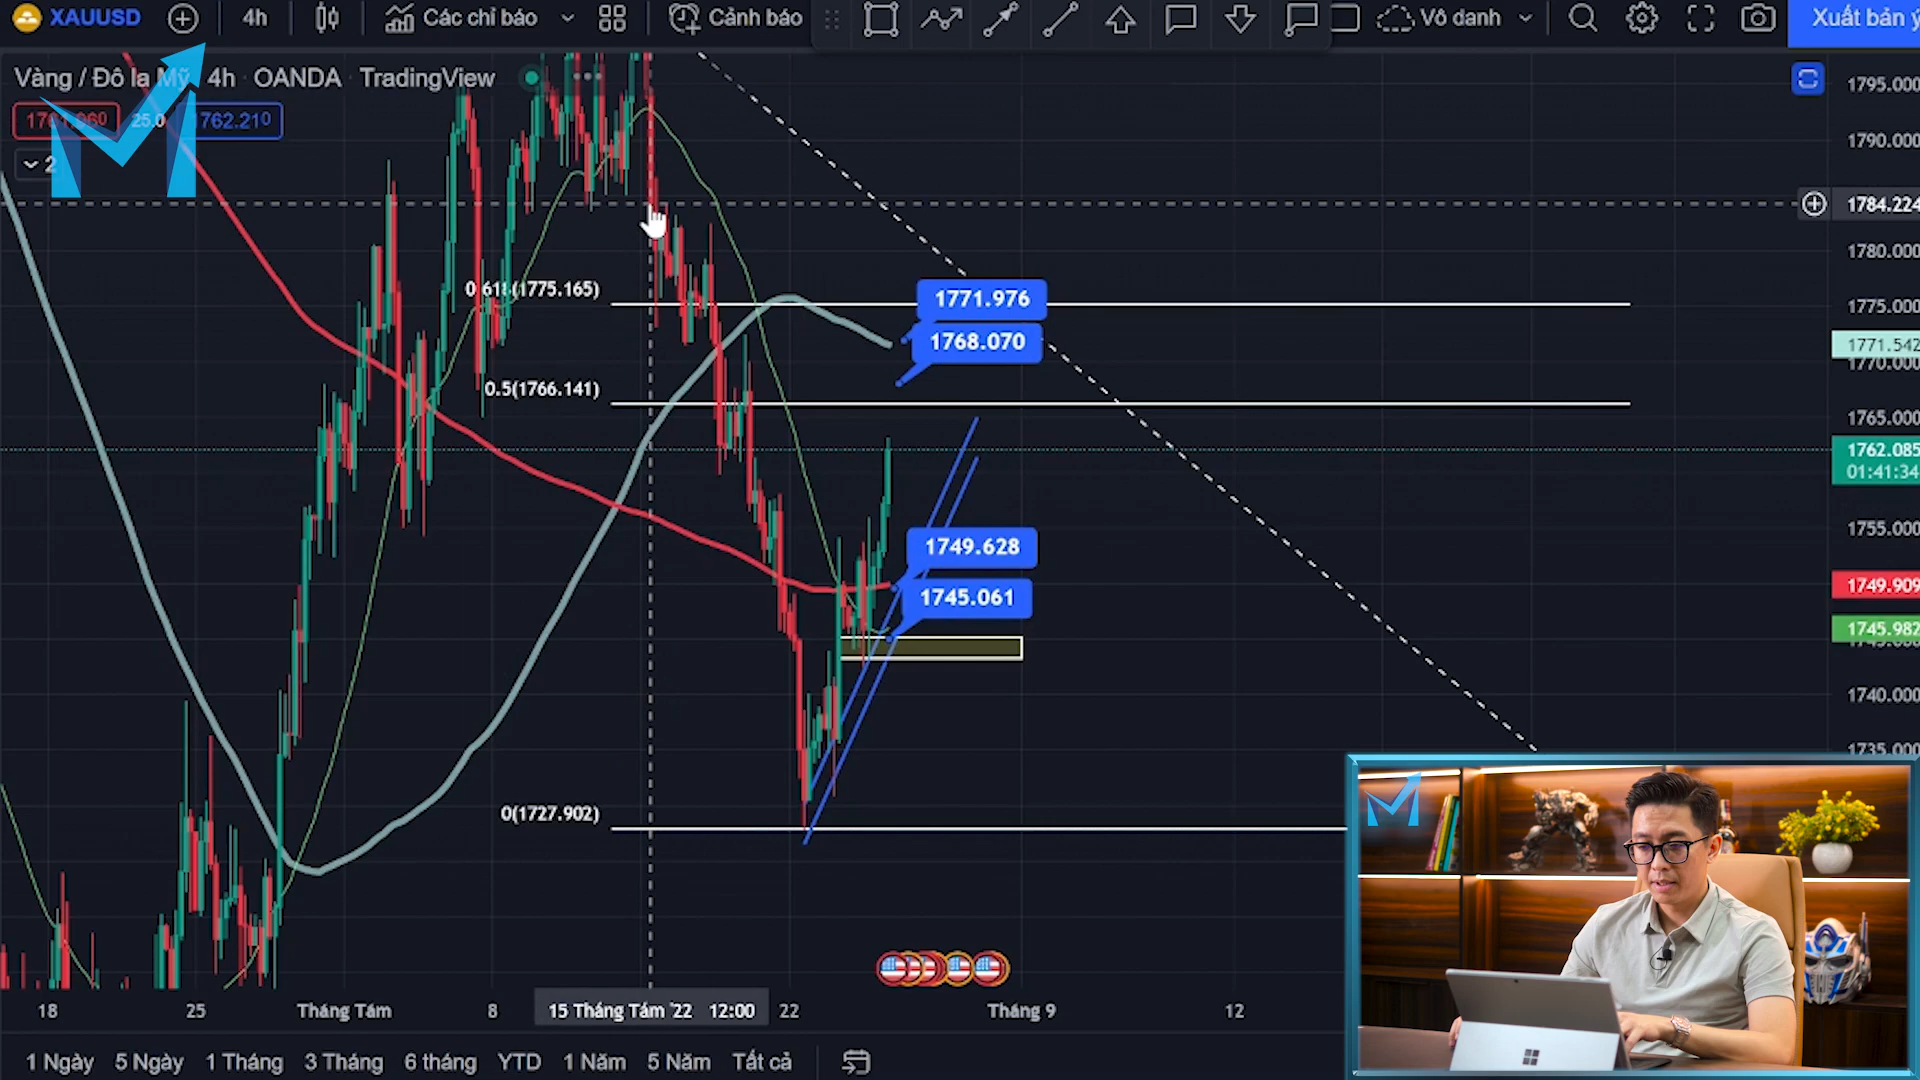 XAUUSD
4h
Các chỉ báo
Cảnh báo
Vô danh
Xuất bản ý
Vàng / Đô la Mỹ 4h OANDA TradingView
25.0
1762.210
2
1795.000
1790.000
1784.224
1780.000
1775.000
1771.542
1770.000
1765.000
1762.085
01:41:34
1755.000
1749.909
1745.982
1740.000
1735.000
0.618(1775.165)
1771.976
1768.070
0.5(1766.141)
1749.628
1745.061
0(1727.902)
18
25
Tháng Tám
8
15 Tháng Tám '22 12:00
22
Tháng 9
12
1 Ngày
5 Ngày
1 Tháng
3 Tháng
6 tháng
YTD
1 Năm
5 Năm
Tất cả